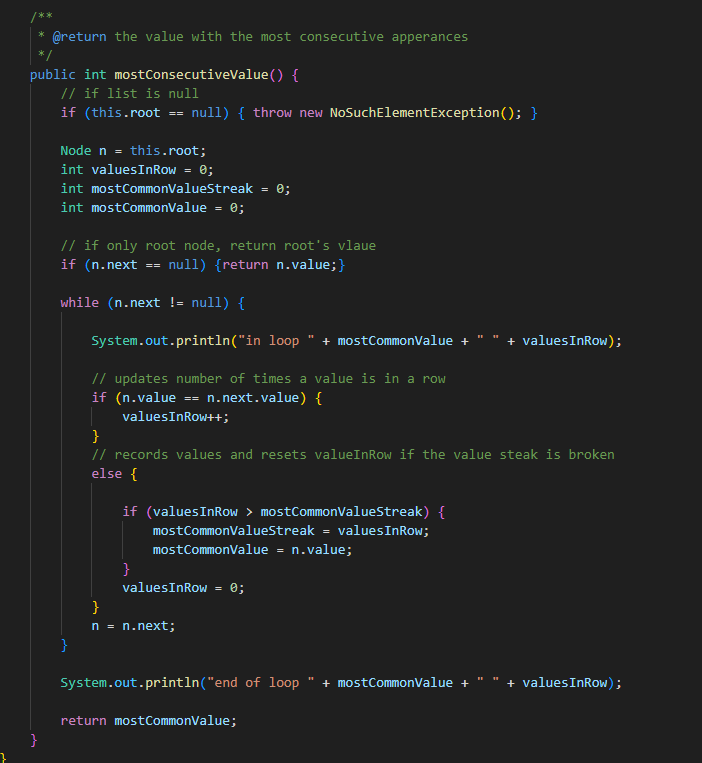 /**
 * @return the value with the most consecutive apperances
 */
public int mostConsecutiveValue() {
    // if list is null
    if (this.root == null) { throw new NoSuchElementException(); }

    Node n = this.root;
    int valuesInRow = 0;
    int mostCommonValueStreak = 0;
    int mostCommonValue = 0;

    // if only root node, return root's vlaue
    if (n.next == null) {return n.value;}

    while (n.next != null) {

        System.out.println("in loop " + mostCommonValue + " " + valuesInRow);

        // updates number of times a value is in a row
        if (n.value == n.next.value) {
            valuesInRow++;
        }
        // records values and resets valueInRow if the value steak is broken
        else {

            if (valuesInRow > mostCommonValueStreak) {
                mostCommonValueStreak = valuesInRow;
                mostCommonValue = n.value;
            }
            valuesInRow = 0;
        }
        n = n.next;
    }

    System.out.println("end of loop " + mostCommonValue + " " + valuesInRow);

    return mostCommonValue;
}
}